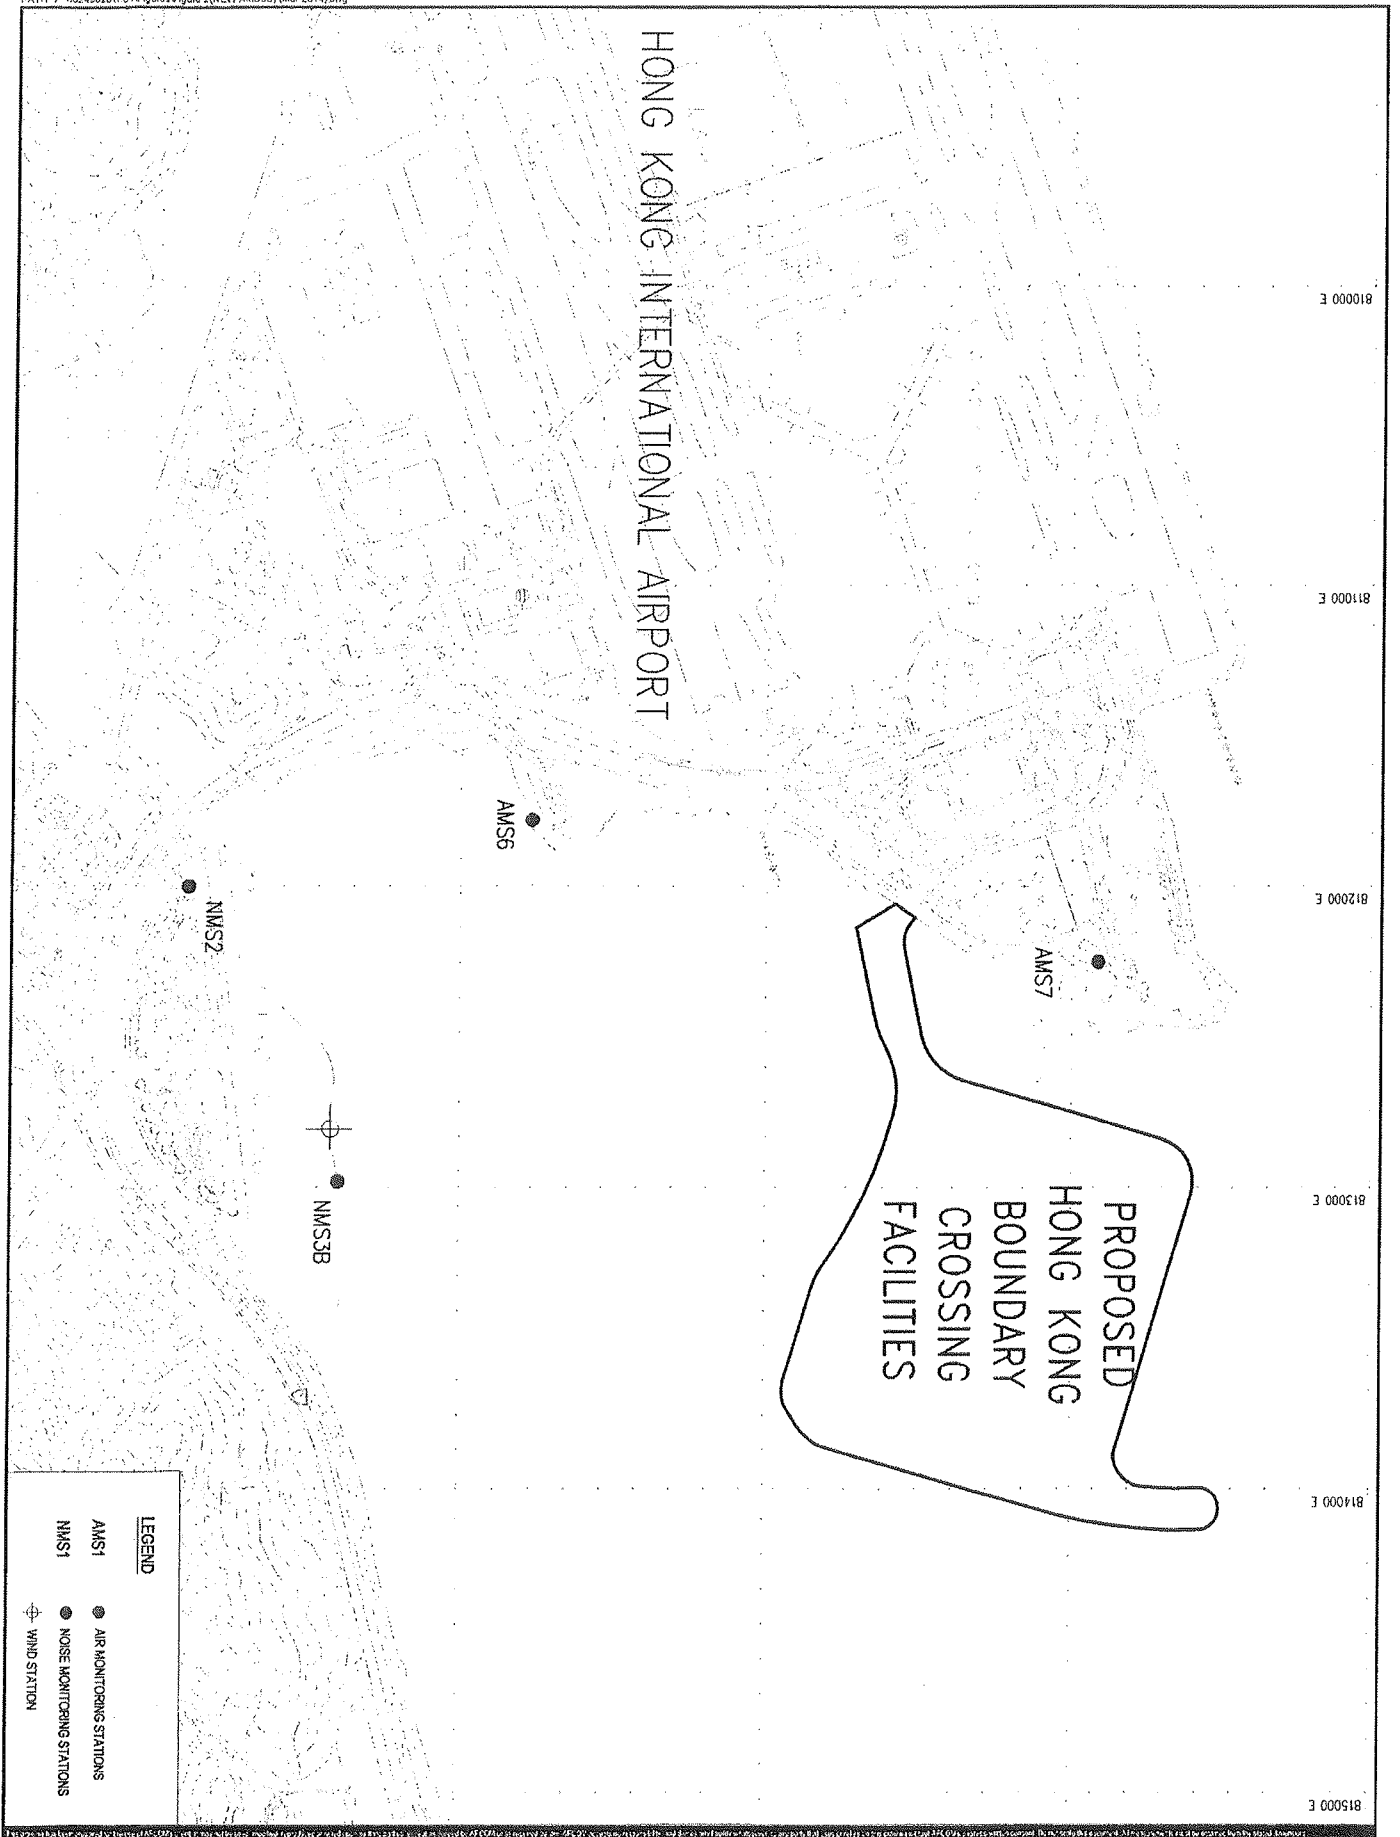 HONG KONG INTERNATIONAL AIRPORT
810000 E
811000 E
812000 E
813000 E
814000 E
815000 E
AMS6
AMS7
NMS2
NMS3B
PROPOSED
HONG KONG
BOUNDARY
CROSSING
FACILITIES
LEGEND
AMS1 AIR MONITORING STATIONS
NMS1 NOISE MONITORING STATIONS
WIND STATION